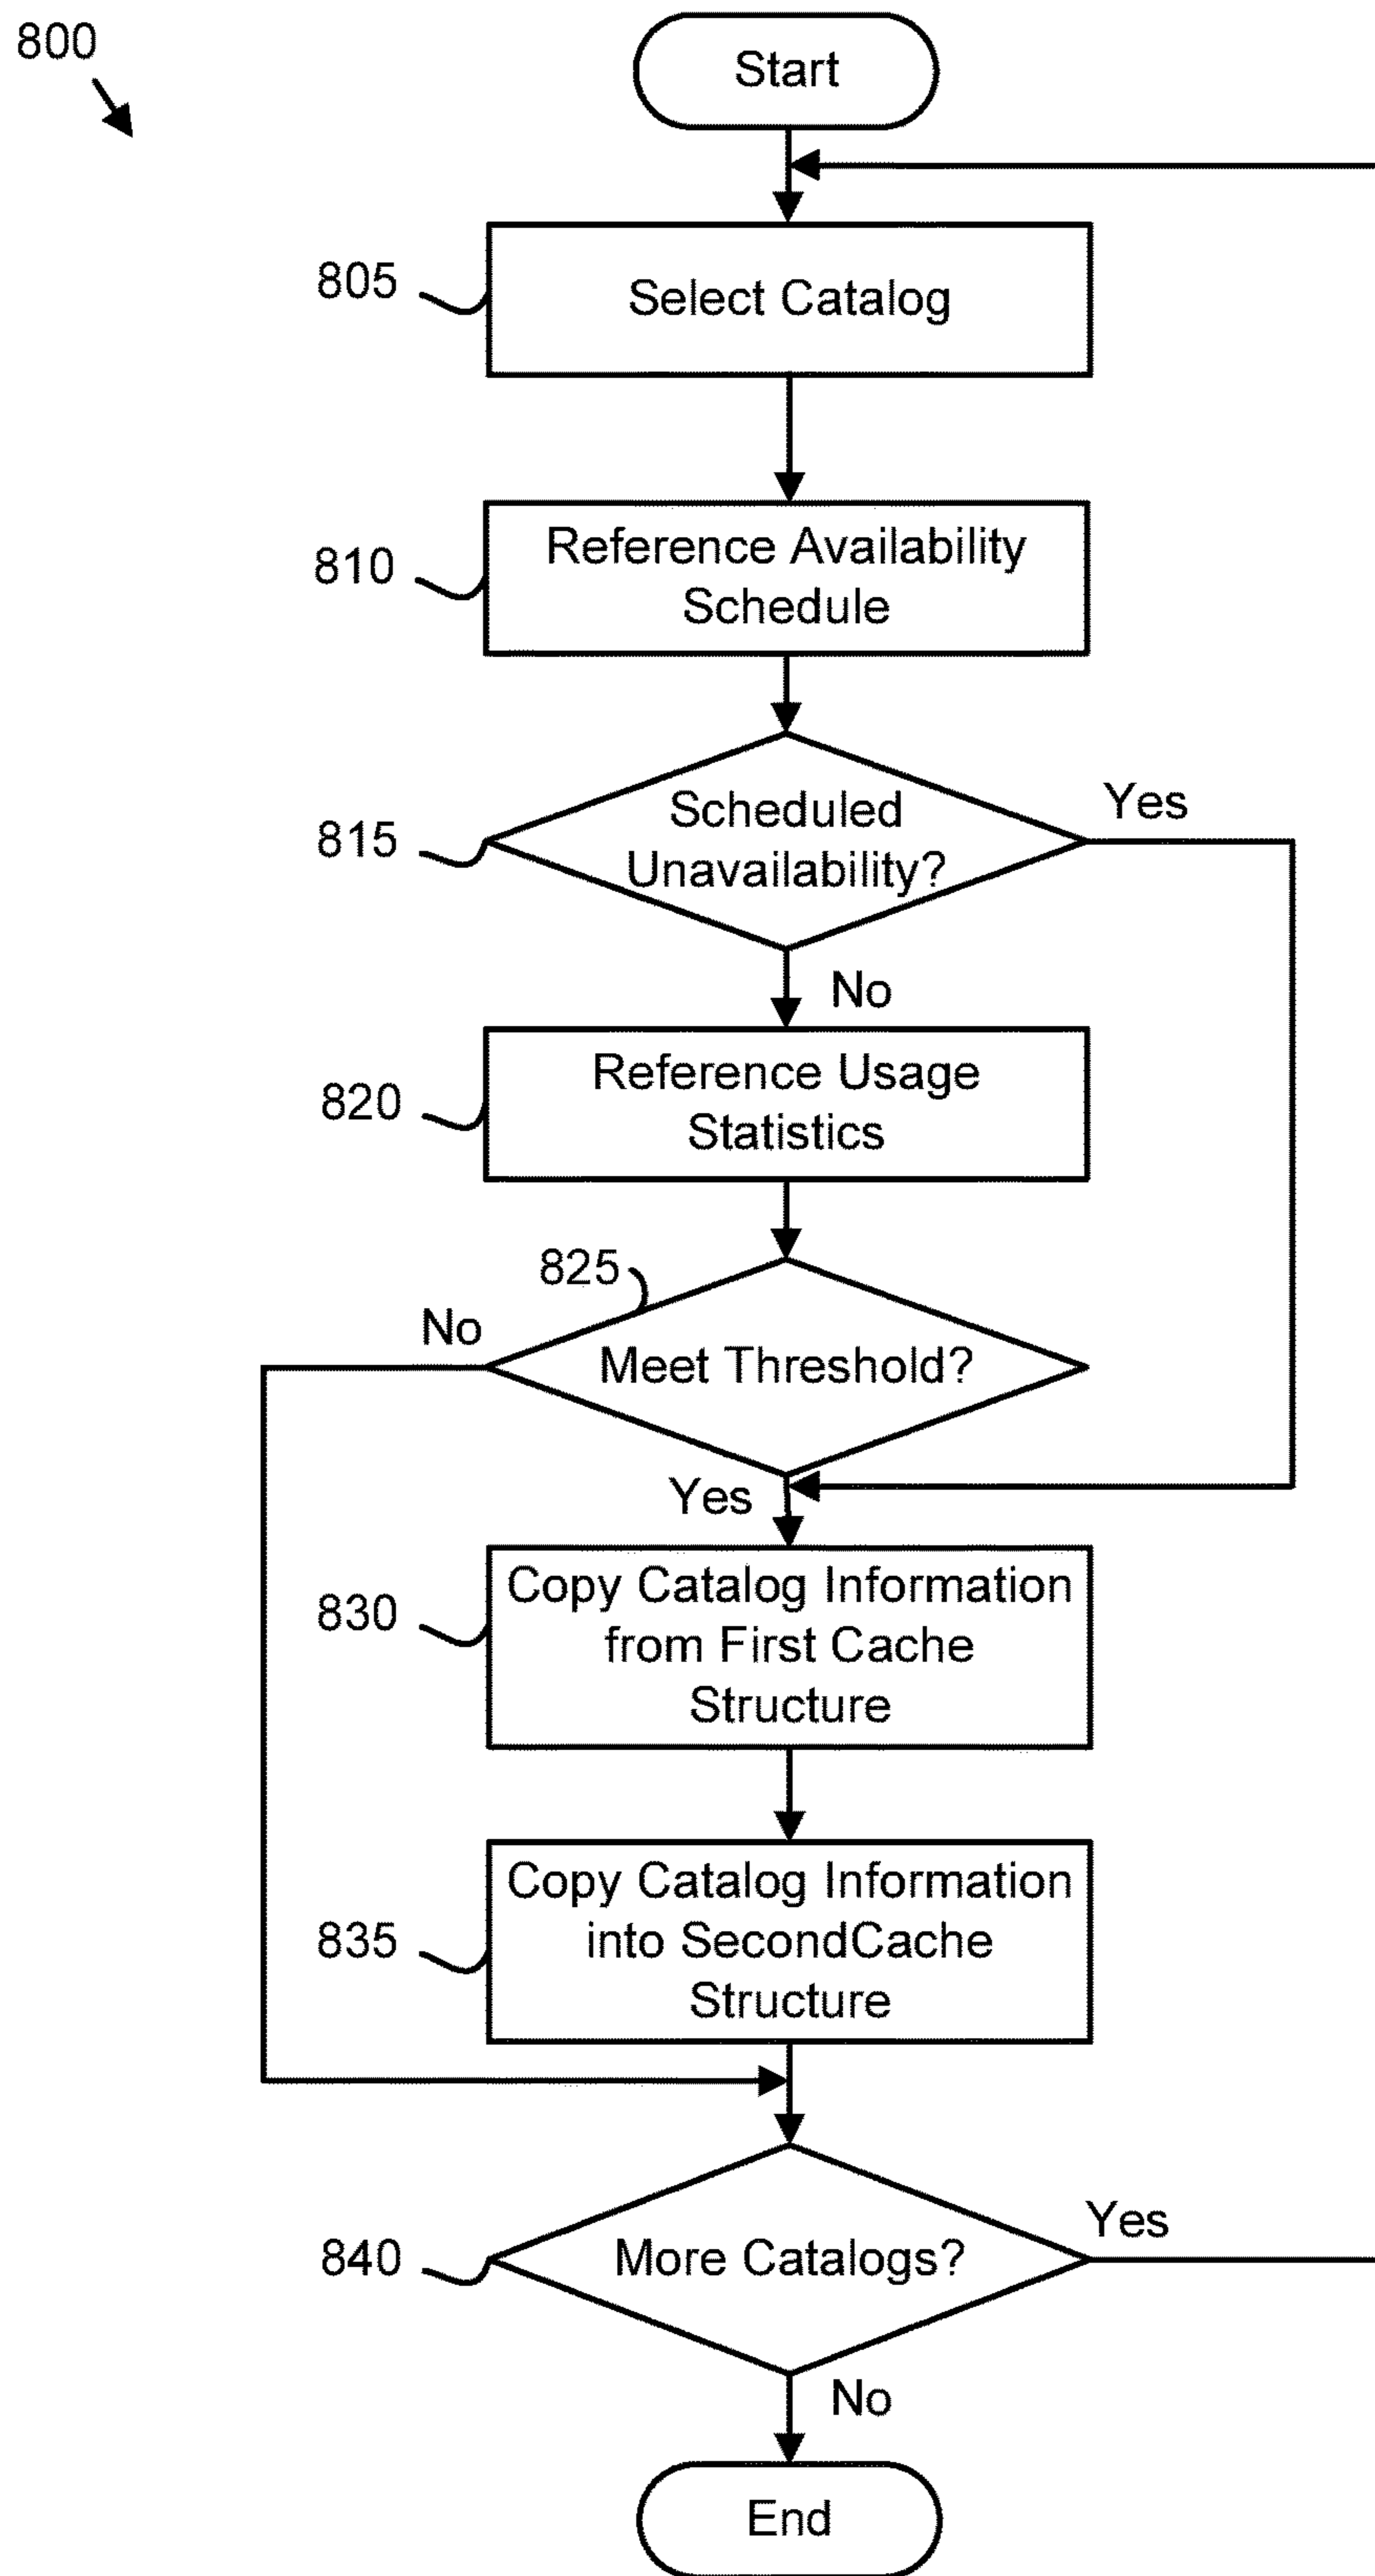 800
Start
805
Select Catalog
810
Reference Availability
Schedule
815
Scheduled
Unavailability?
Yes
No
820
Reference Usage
Statistics
825
No
Meet Threshold?
Yes
830
Copy Catalog Information
from First Cache
Structure
835
Copy Catalog Information
into SecondCache
Structure
840
More Catalogs?
Yes
No
End